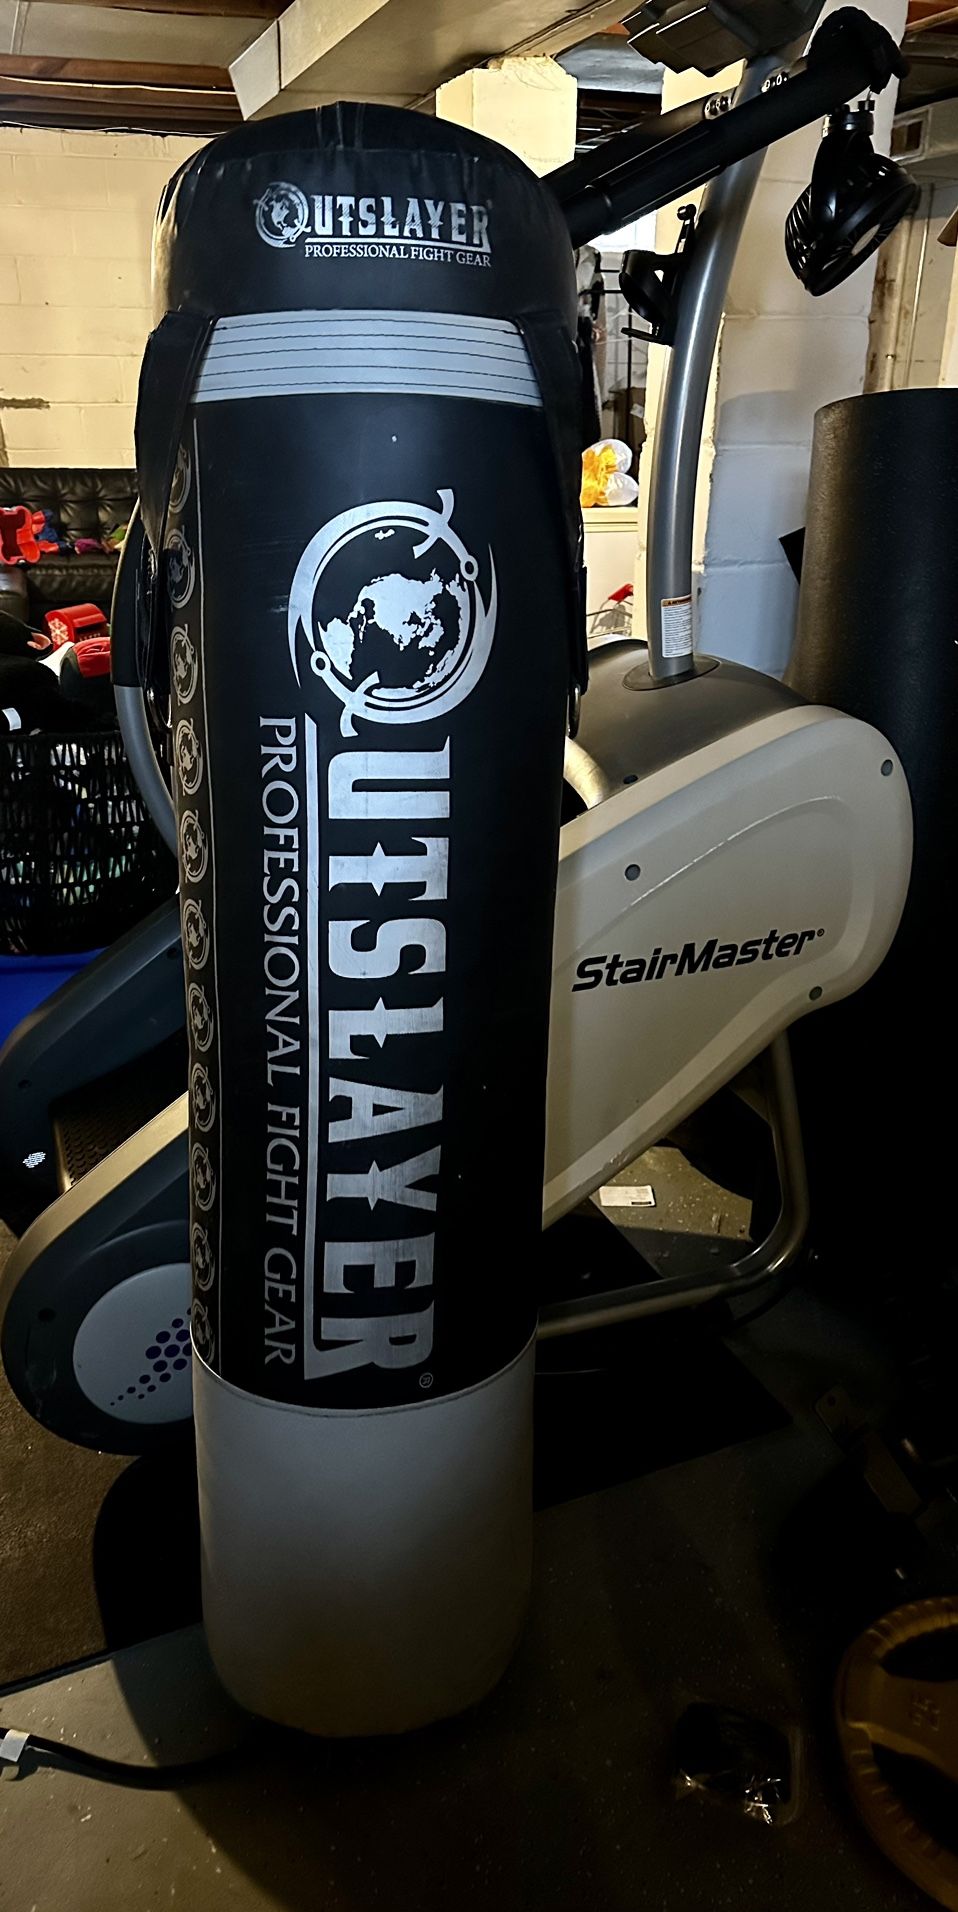 OUTSLAYER
PROFESSIONAL FIGHT GEAR
OUTSLAYER®
PROFESSIONAL FIGHT GEAR
StairMaster®